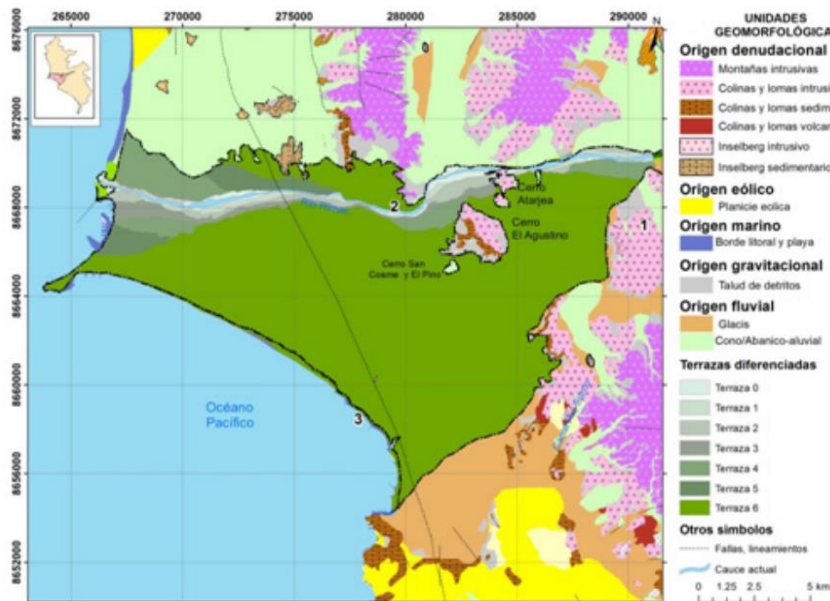 265000 270000 275000 280000 285000 290000
N
8676000
8672000
8668000
8664000
8660000
8656000
8652000
2
Cerro
Atarjea
Cerro
El Agustino
Cerro San
Cosme y El Pino
1
Océano
Pacífico
3
UNIDADES
GEOMORFOLÓGICA
Origen denudacional
Montañas intrusivas
Colinas y lomas intrusi
Colinas y lomas sedim
Colinas y lomas volcar
Inselberg intrusivo
Inselberg sedimentario
Origen eólico
Planicie eolica
Origen marino
Borde litoral y playa
Origen gravitacional
Talud de detritos
Origen fluvial
Glacis
Cono/Abanico-aluvial
Terrazas diferenciadas
Terraza 0
Terraza 1
Terraza 2
Terraza 3
Terraza 4
Terraza 5
Terraza 6
Otros simbolos
Fallas, lineamientos
Cauce actual
0 1.25 2.5 5 km